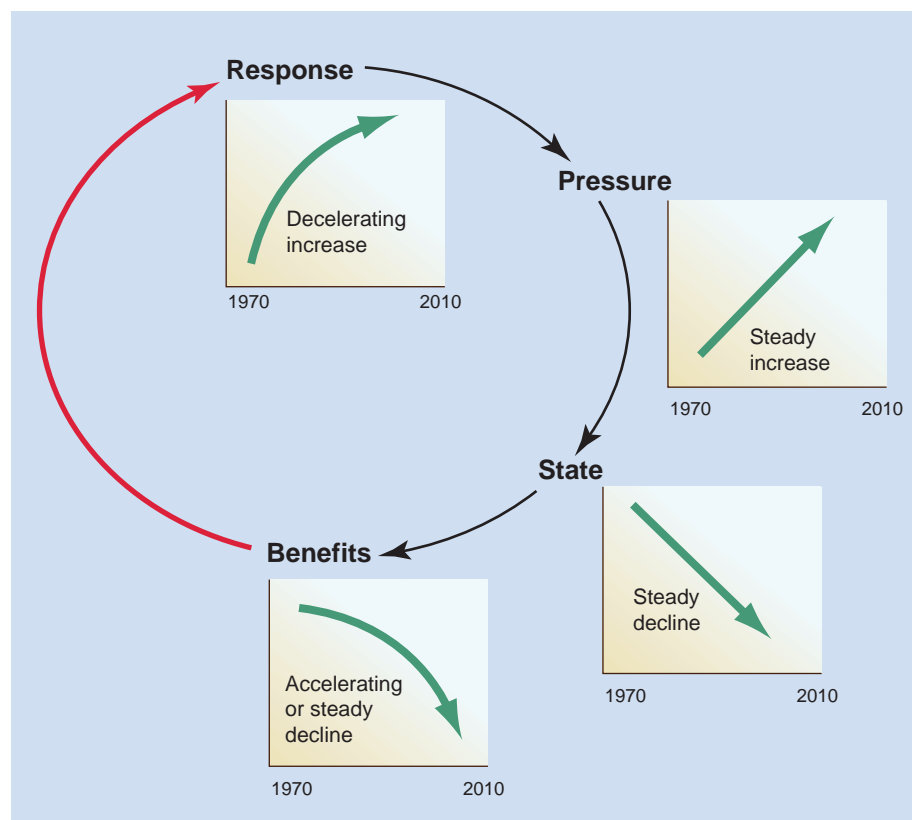 Response
Decelerating
increase
1970
2010
Pressure
Steady
increase
1970
2010
State
Steady
decline
1970
2010
Benefits
Accelerating
or steady
decline
1970
2010